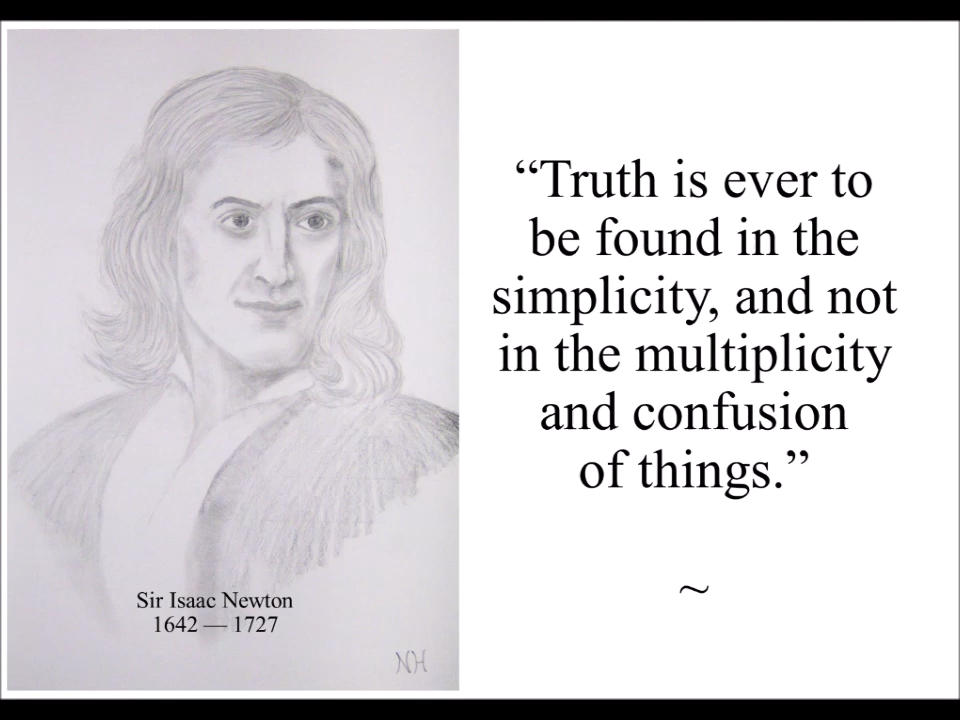 “Truth is ever to
be found in the
simplicity, and not
in the multiplicity
and confusion
of things.”
~
Sir Isaac Newton
1642 — 1727
NH